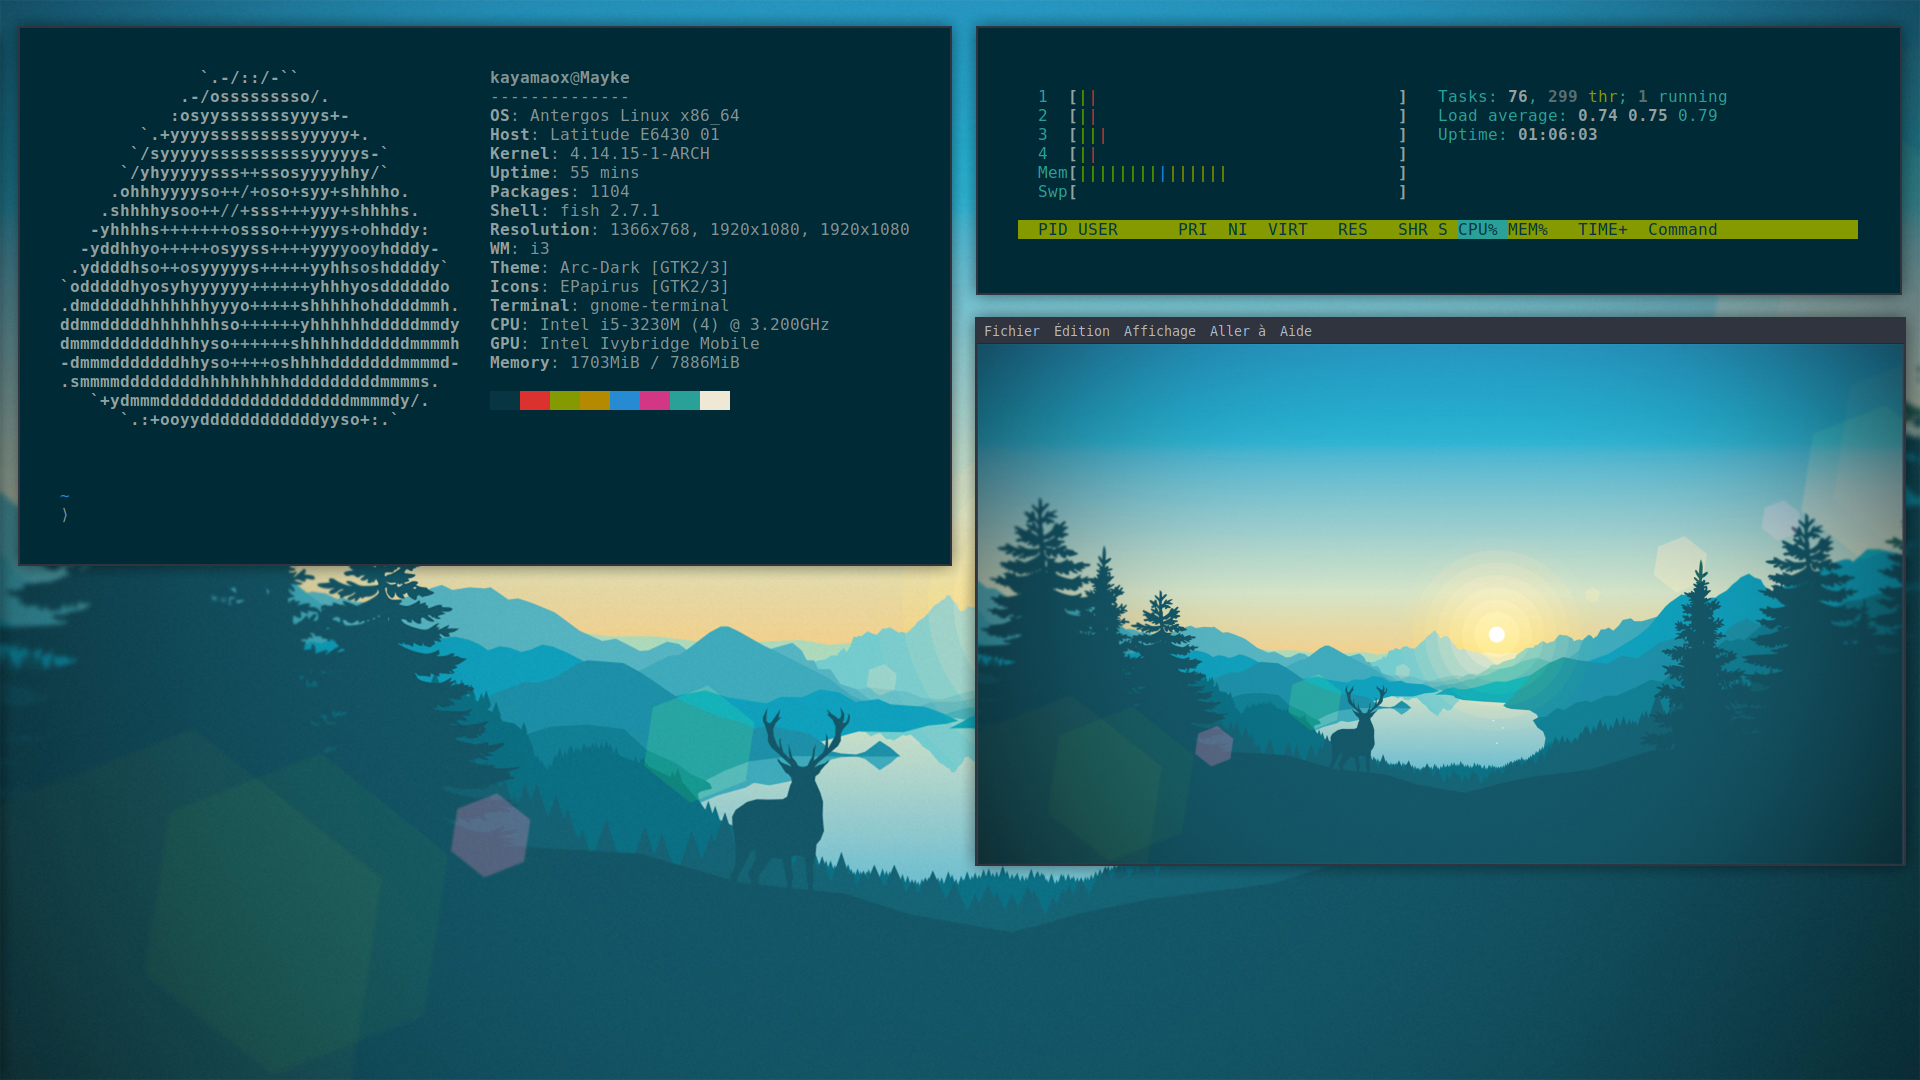 `.-/::/-``
.-/ossssssssso/.
:osyysssssssyyys+-
`.+yyyysssssssssyyyyy+.
`/syyyyyssssssssssyyyyys-`
`/yhyyyyysss++ssosyyyyhhy/`
.ohhhyyyyso++/+oso+syy+shhhho.
.shhhhysoo++//+sss+++yyy+shhhhs.
-yhhhhs+++++++ossso+++yyys+ohhddy:
-yddhhyo+++++osyyss++++yyyyooyhdddy-
.yddddhso++osyyyyys+++++yyhhsoshddddy`
`odddddhyosyhyyyyyy++++++yhhhyosddddddo
.dmdddddhhhhhhhyyyo+++++shhhhhohddddmmh.
ddmmdddddhhhhhhhso++++++yhhhhhhdddddmmdy
dmmmdddddddhhhyso++++++shhhhhddddddmmmmh
-dmmmdddddddhhyso++++oshhhhdddddddmmmmd-
.smmmmddddddddhhhhhhhhhdddddddddmmmms.
`+ydmmmdddddddddddddddddddmmmmdy/.
`.:+ooyyddddddddddddyyso+:.`
kayamaox@Mayke
--------------
OS: Antergos Linux x86_64
Host: Latitude E6430 01
Kernel: 4.14.15-1-ARCH
Uptime: 55 mins
Packages: 1104
Shell: fish 2.7.1
Resolution: 1366x768, 1920x1080, 1920x1080
WM: i3
Theme: Arc-Dark [GTK2/3]
Icons: EPapirus [GTK2/3]
Terminal: gnome-terminal
CPU: Intel i5-3230M (4) @ 3.200GHz
GPU: Intel Ivybridge Mobile
Memory: 1703MiB / 7886MiB
~
⟩
1 [|| ]
2 [|| ]
3 [||| ]
4 [|| ]
Mem[||||||||||||||| ]
Swp[ ]
Tasks: 76, 299 thr; 1 running
Load average: 0.74 0.75 0.79
Uptime: 01:06:03
PID USER PRI NI VIRT RES SHR S CPU% MEM% TIME+ Command
Fichier Édition Affichage Aller à Aide